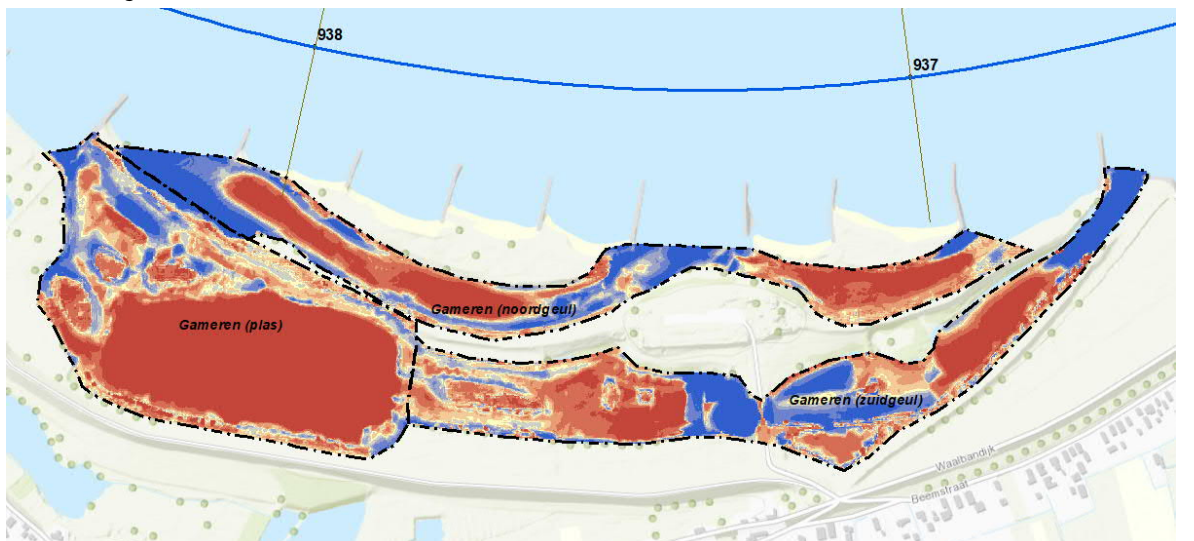 938
937
Gameren (noordgeul)
Gameren (plas)
Gameren (zuidgeul)
Waalbandijk
Beemstraat